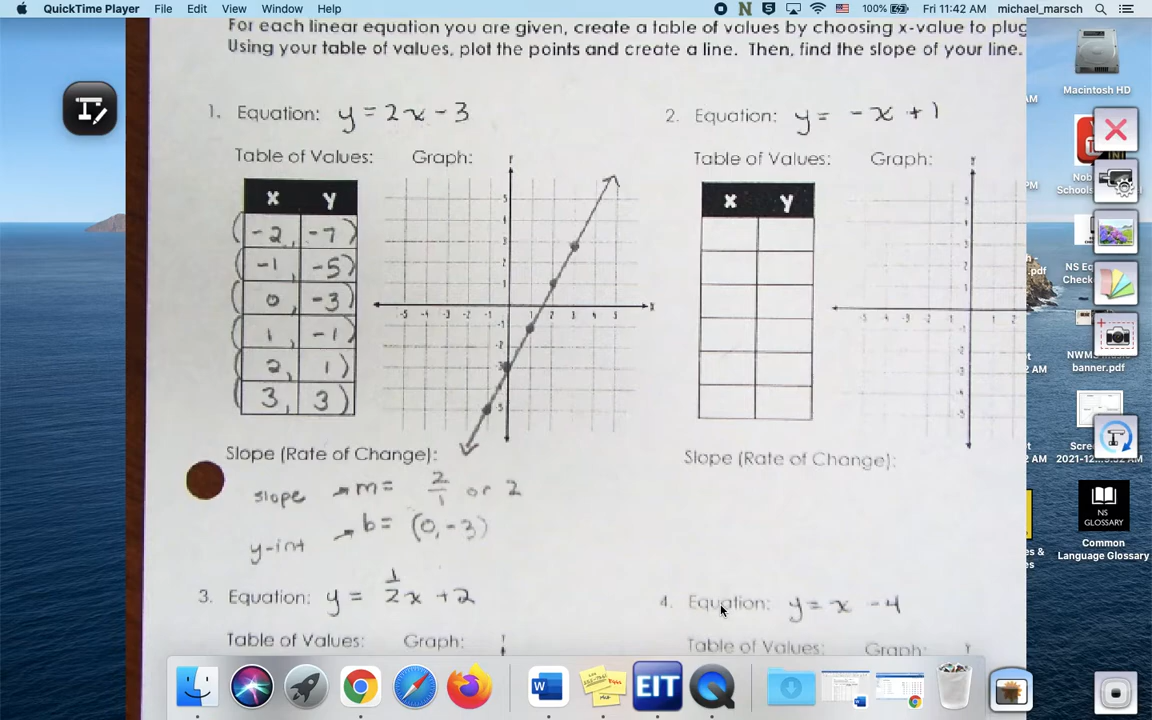 QuickTime Player File Edit View Window Help 100% Fri 11:42 AM michael_marsch
For each linear equation you are given, create a table of values by choosing x-value to plug
Using your table of values, plot the points and create a line. Then, find the slope of your line.
1. Equation: y = 2x - 3
2. Equation: y = -x + 1
Table of Values: Graph:
Table of Values: Graph:
x y
(-2, -7)
(-1, -5)
(0, -3)
(1, -1)
(2, 1)
(3, 3)
x y
Slope (Rate of Change):
slope → m = 2/1 or 2
y-int → b = (0, -3)
Slope (Rate of Change):
3. Equation: y = 1/2x + 2
4. Equation: y = x - 4
Table of Values: Graph:
Table of Values: Graph:
Macintosh HD
NS GLOSSARY
Common
Language Glossary
W
EIT